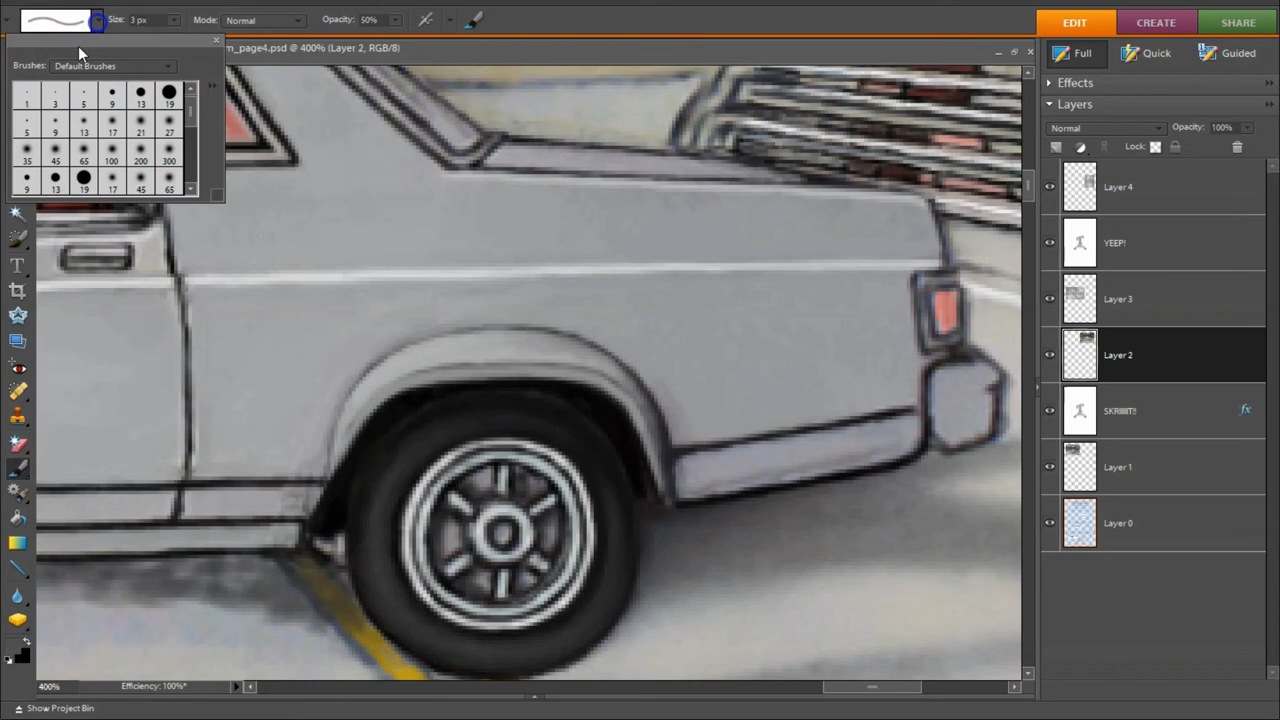 Size: 3 px Mode: Normal Opacity: 50%
EDIT CREATE SHARE
m_page4.psd @ 400% (Layer 2, RGB/8)
Full Quick Guided
Brushes: Default Brushes
1 3 5 9 13 19
5 9 13 17 21 27
35 45 65 100 200 300
9 13 19 17 45 65
Effects
Layers
Normal Opacity: 100%
Lock:
Layer 4
YEEP!
Layer 3
Layer 2
fx
Layer 1
Layer 0
400% Efficiency: 100%*
Show Project Bin